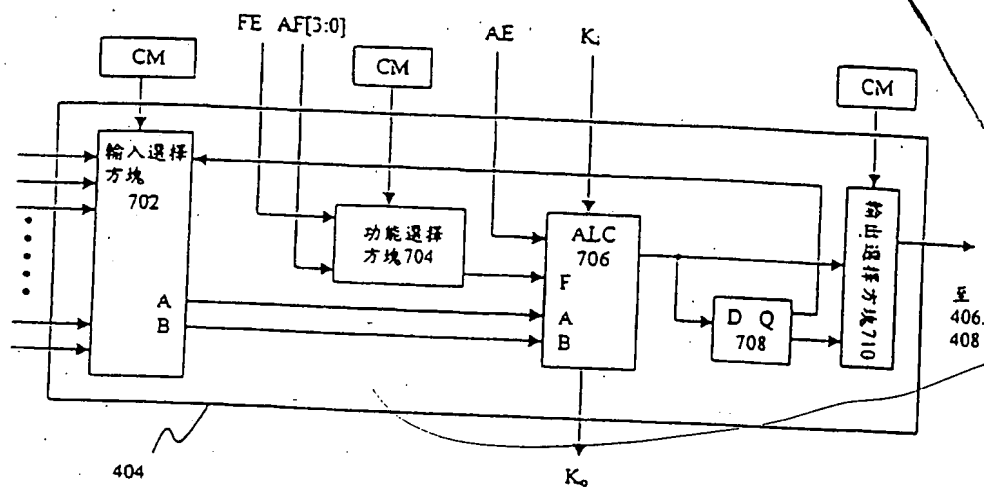 FE AF[3:0]
AE
Ki
CM
CM
CM
輸入選擇
方塊
702
功能選擇
方塊704
ALC
706
F
A
B
A
B
D Q
708
輸出選擇方塊710
至
406.
408
404
Ko